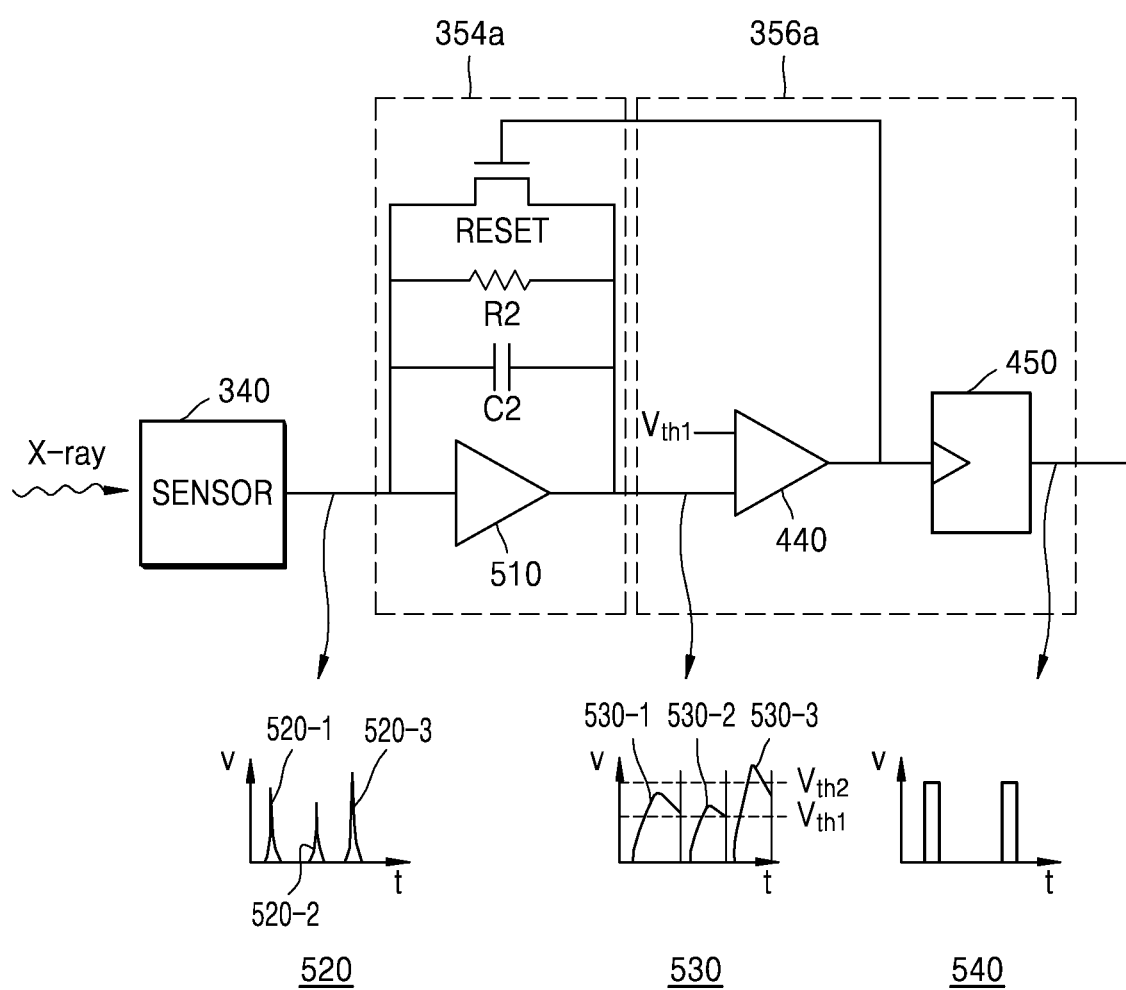 354a
356a
RESET
R2
C2
340
450
X-ray
SENSOR
Vth1
510
440
520-1
520-3
530-1
530-2
530-3
V
V
V
Vth2
Vth1
t
t
t
520-2
520
530
540